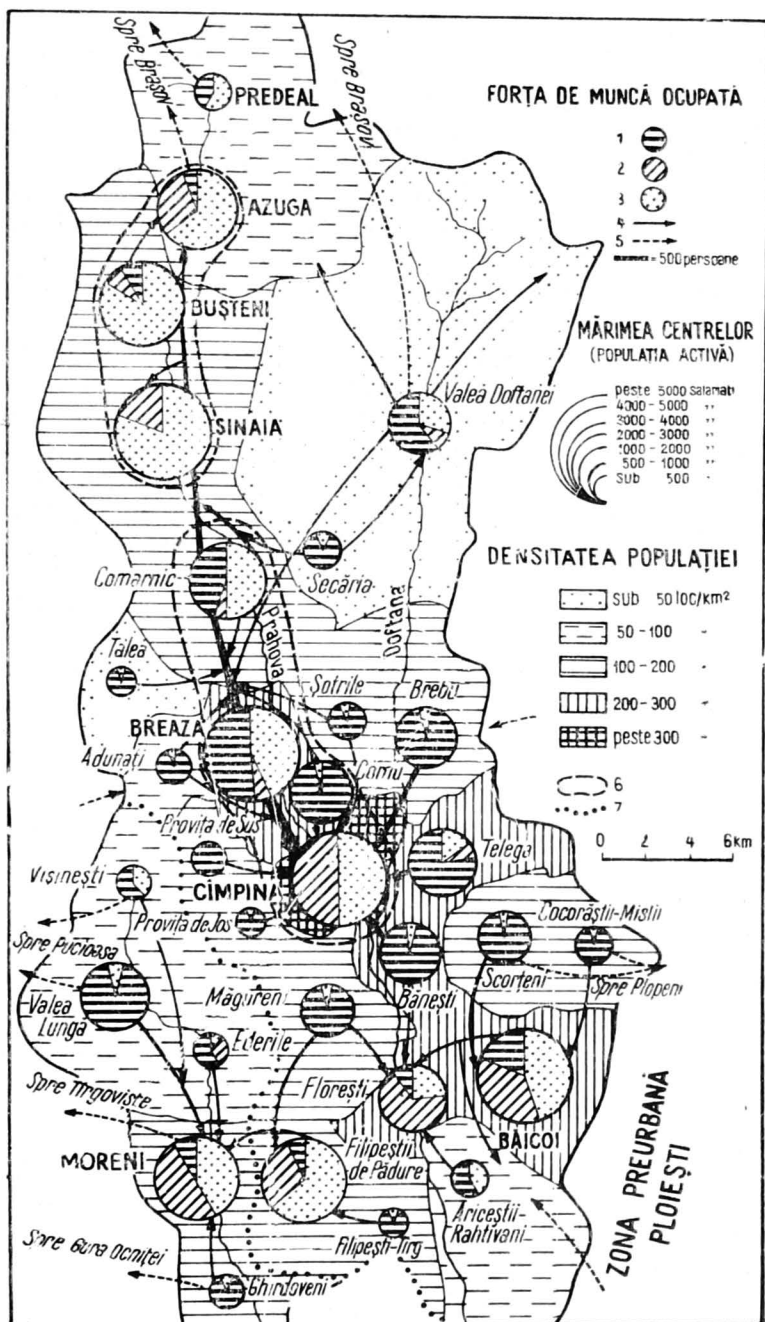 Spre Brașov
PREDEAL
Spre Brașov
AZUGA
BUȘTENI
SINAIA
Valea Doftanei
Comarnic
Secăria
Prahova
Doftana
Talea
Șotrile
Brebu
BREAZA
Adunați
Cornu
Provița de Sus
Telega
Vișinești
CÎMPINA
Provița de Jos
Cocorăștii-Mislii
Spre Pucioasa
Valea
Lungă
Măgureni
Bănești
Scorțeni
Spre Plopeni
Ederile
Florești
Spre Tîrgoviște
BĂICOI
MORENI
Filipeștii
de Pădure
Ariceștii-
Rahtivani
Filipești-Tîrg
Spre Gura Ocniței
Ghirdoveni
ZONA PREURBANĂ
PLOIEȘTI
FORȚA DE MUNCĂ OCUPATĂ
1
2
3
4
5
= 500 persoane
MĂRIMEA CENTRELOR
(POPULAȚIA ACTIVĂ)
peste 5000 salariați
4000 - 5000 "
3000 - 4000 "
2000 - 3000 "
1000 - 2000 "
500 - 1000 "
Sub 500 "
DENSITATEA POPULAȚIEI
sub 50 loc/km²
50 - 100 "
100 - 200 "
200 - 300 "
peste 300 "
6
7
0 2 4 6 km